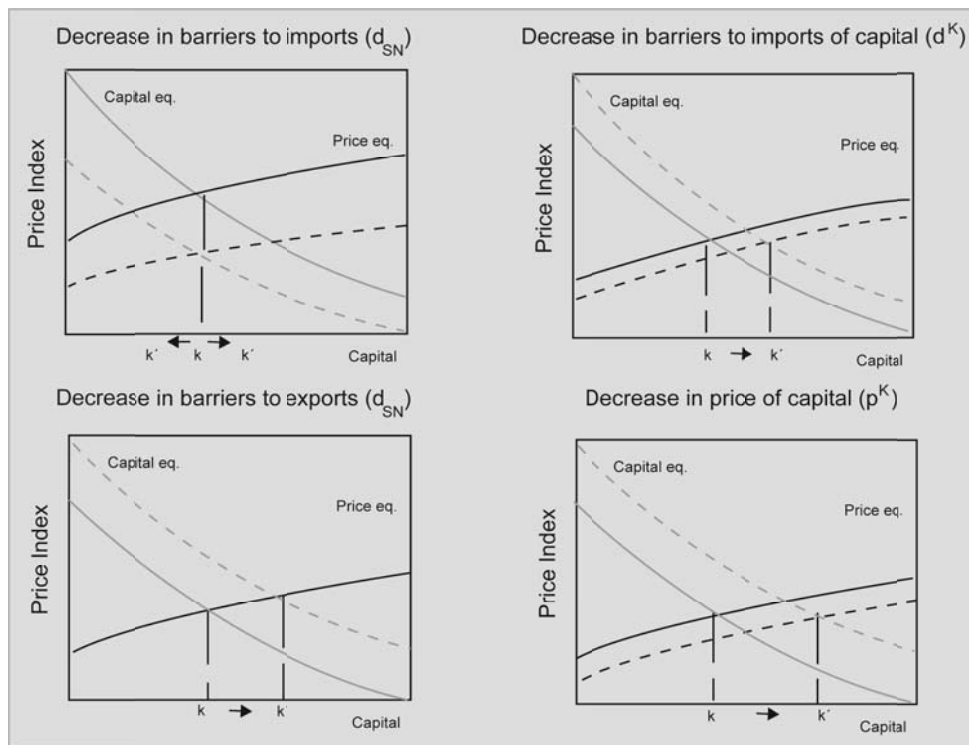 Decrease in barriers to imports (d_SN)
Capital eq.
Price eq.
Price Index
k´ k k´
Capital
Decrease in barriers to imports of capital (d^K)
Capital eq.
Price eq.
Price Index
k k´
Capital
Decrease in barriers to exports (d_SN)
Capital eq.
Price eq.
Price Index
k k´
Capital
Decrease in price of capital (p^K)
Capital eq.
Price eq.
Price Index
k k´
Capital